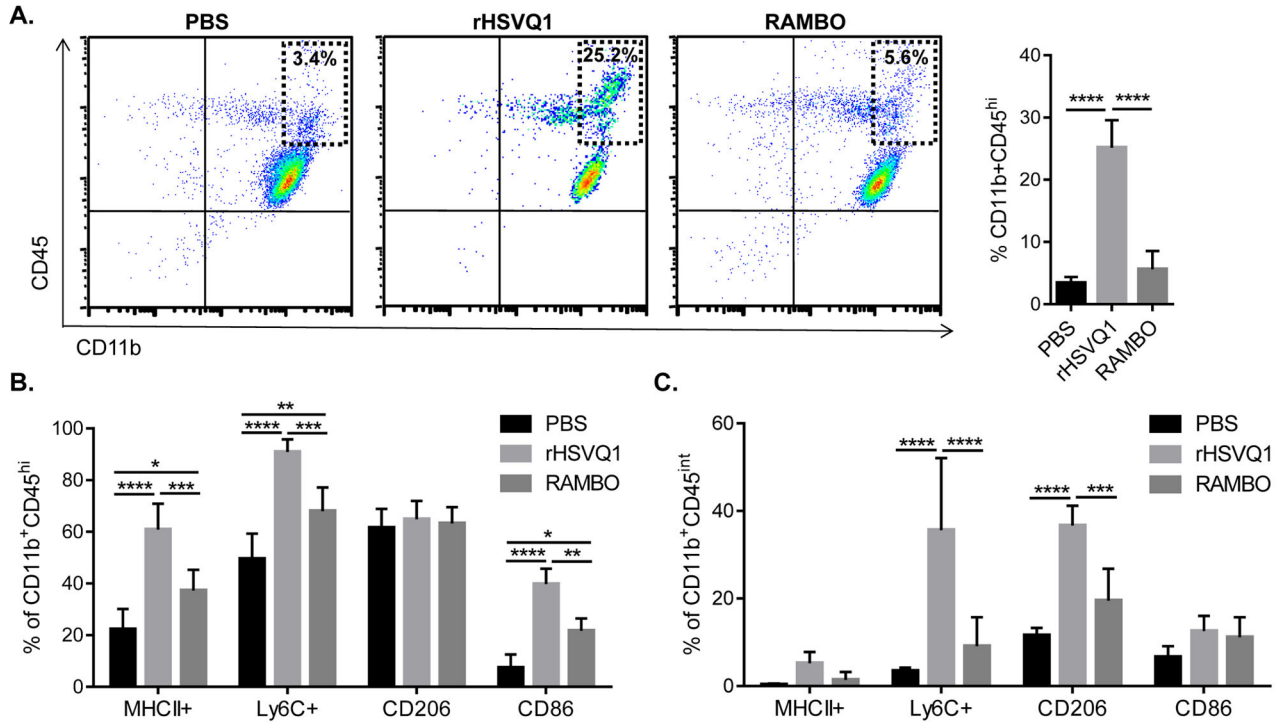 A.
PBS
rHSVQ1
RAMBO
3.4%
25.2%
5.6%
CD45
CD11b
% CD11b+CD45hi
40
30
20
10
0
**** ****
PBS
rHSVQ1
RAMBO
B.
% of CD11b+CD45hi
100
80
60
40
20
0
*
**** ***
**
**** ***
*
**** **
MHCII+ Ly6C+ CD206 CD86
PBS
rHSVQ1
RAMBO
C.
% of CD11b+CD45int
60
40
20
0
**** ****
**** ***
MHCII+ Ly6C+ CD206 CD86
PBS
rHSVQ1
RAMBO